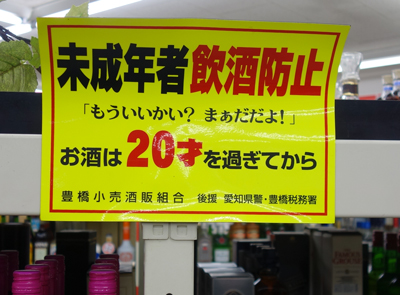 未成年者飲酒防止
「もういいかい? まぁだだよ!」
お酒は20才を過ぎてから
豊橋小売酒販組合 後援 愛知県警・豊橋税務署
FAMOUS
GROUSE